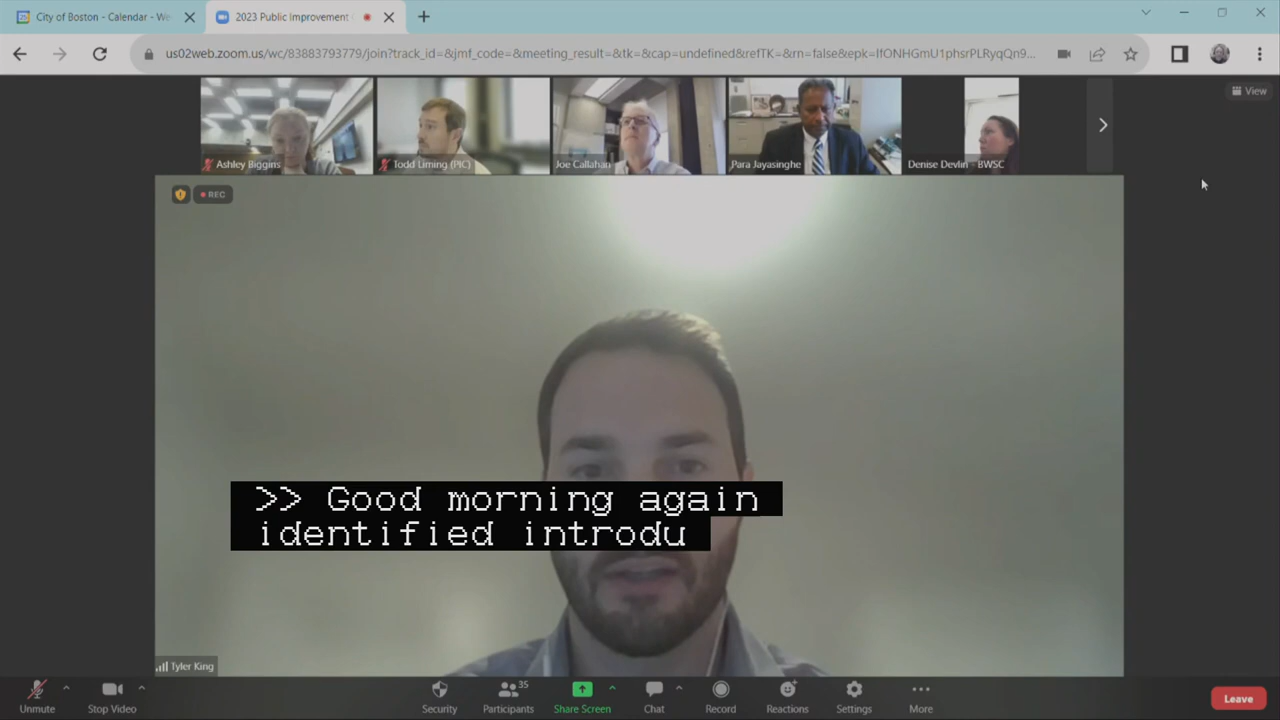 City of Boston - Calendar - We
2023 Public Improvement
us02web.zoom.us/wc/83883793779/join?track_id=&jmf_code=&meeting_result=&tk=&cap=undefined&refTK=&rn=false&epk=IfONHGmU1phsrPLRyqQn9...
View
Ashley Biggins
Todd Liming (PIC)
Joe Callahan
Para Jayasinghe
Denise Devlin - BWSC
REC
>> Good morning again
identified introdu
Tyler King
35
Unmute
Stop Video
Security
Participants
Share Screen
Chat
Record
Reactions
Settings
More
Leave